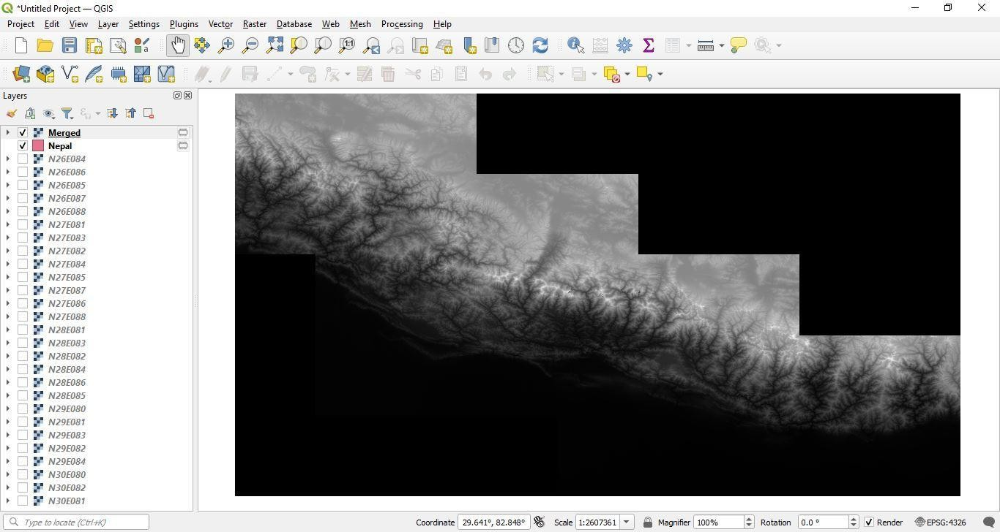 *Untitled Project — QGIS
Project Edit View Layer Settings Plugins Vector Raster Database Web Mesh Processing Help
1:1
a
Layers
Merged
Nepal
N26E084
N26E086
N26E085
N26E087
N26E088
N27E081
N27E083
N27E082
N27E084
N27E085
N27E087
N27E086
N27E088
N28E081
N28E083
N28E082
N28E084
N28E086
N28E085
N29E080
N29E081
N29E083
N29E082
N29E084
N30E080
N30E082
N30E081
Type to locate (Ctrl+K) Coordinate 29.641°, 82.848° Scale 1:2607361 Magnifier 100% Rotation 0.0 ° Render EPSG:4326